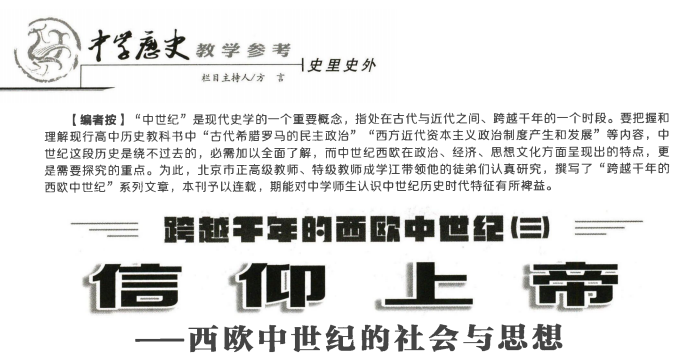 中学历史教学参考 史里史外
栏目主持人/方 言
【编者按】“中世纪”是现代史学的一个重要概念，指处在古代与近代之间、跨越千年的一个时段。要把握和
理解现行高中历史教科书中“古代希腊罗马的民主政治”“西方近代资本主义政治制度产生和发展”等内容，中
世纪这段历史是绕不过去的，必需加以全面了解，而中世纪西欧在政治、经济、思想文化方面呈现出的特点，更
是需要探究的重点。为此，北京市正高级教师、特级教师成学江带领他的徒弟们认真研究，撰写了“跨越千年的
西欧中世纪”系列文章，本刊予以连载，期能对中学师生认识中世纪历史时代特征有所裨益。
跨越千年的西欧中世纪(三)
信仰上帝
——西欧中世纪的社会与思想